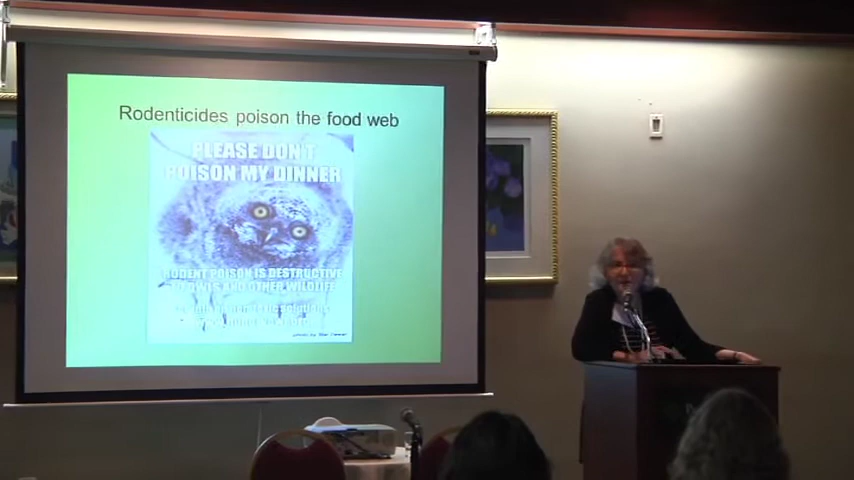 Rodenticides poison the food web
PLEASE DON'T
POISON MY DINNER
RODENT POISON IS DESTRUCTIVE
TO OWLS AND OTHER WILDLIFE